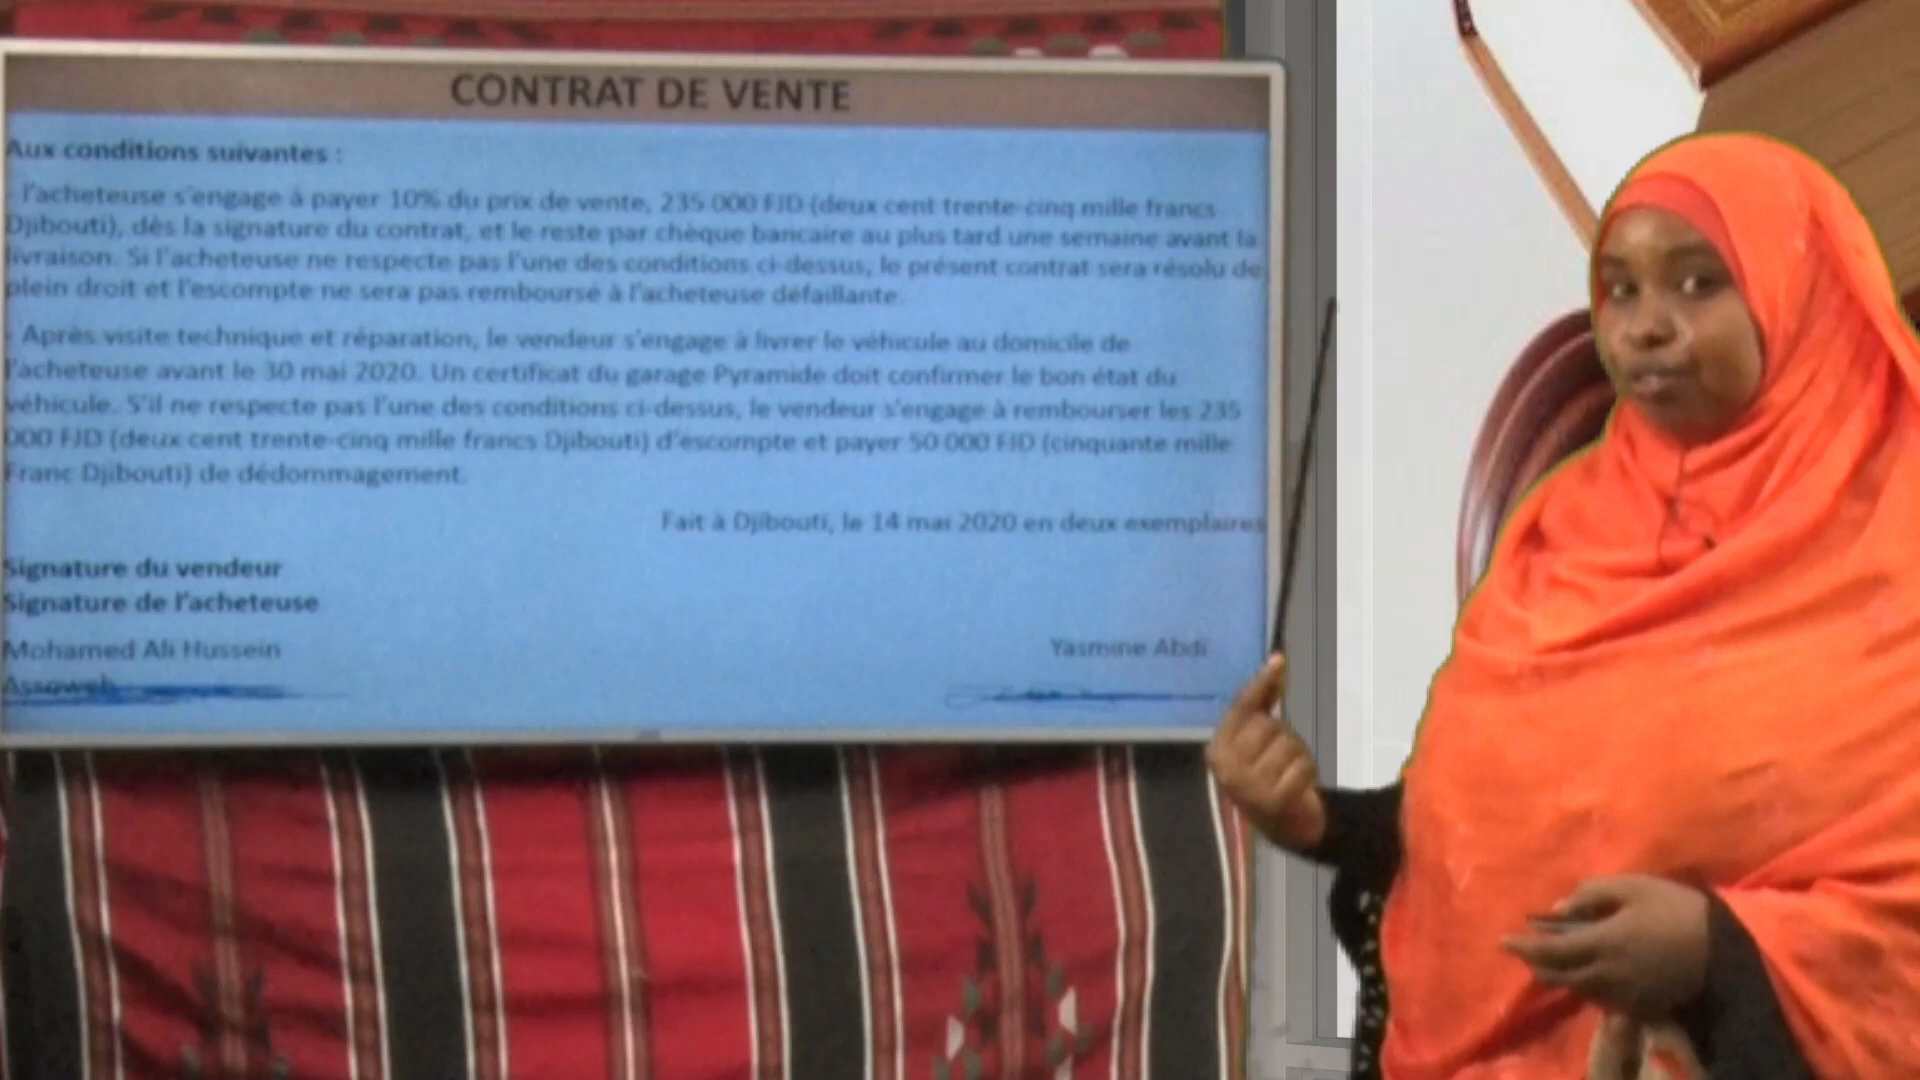 CONTRAT DE VENTE
Aux conditions suivantes :
- l'acheteuse s'engage à payer 10% du prix de vente, 235 000 FJD (deux cent trente-cinq mille francs
Djibouti), dès la signature du contrat, et le reste par chèque bancaire au plus tard une semaine avant la
livraison. Si l'acheteuse ne respecte pas l'une des conditions ci-dessus, le présent contrat sera résolu de
plein droit et l'escompte ne sera pas remboursé à l'acheteuse défaillante.
- Après visite technique et réparation, le vendeur s'engage à livrer le véhicule au domicile de
l'acheteuse avant le 30 mai 2020. Un certificat du garage Pyramide doit confirmer le bon état du
véhicule. S'il ne respecte pas l'une des conditions ci-dessus, le vendeur s'engage à rembourser les 235
000 FJD (deux cent trente-cinq mille francs Djibouti) d'escompte et payer 50 000 FJD (cinquante mille
Franc Djibouti) de dédommagement.
Fait à Djibouti, le 14 mai 2020 en deux exemplaires
Signature du vendeur
Signature de l'acheteuse
Mohamed Ali Hussein Yasmine Abdi
Assoweh